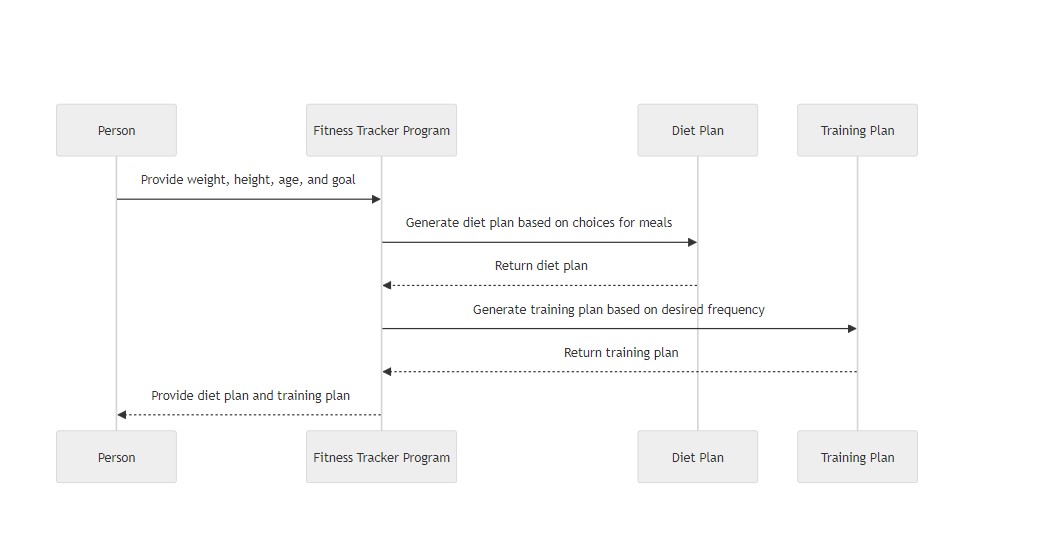 Person
Fitness Tracker Program
Diet Plan
Training Plan
Provide weight, height, age, and goal
Generate diet plan based on choices for meals
Return diet plan
Generate training plan based on desired frequency
Return training plan
Provide diet plan and training plan
Person
Fitness Tracker Program
Diet Plan
Training Plan